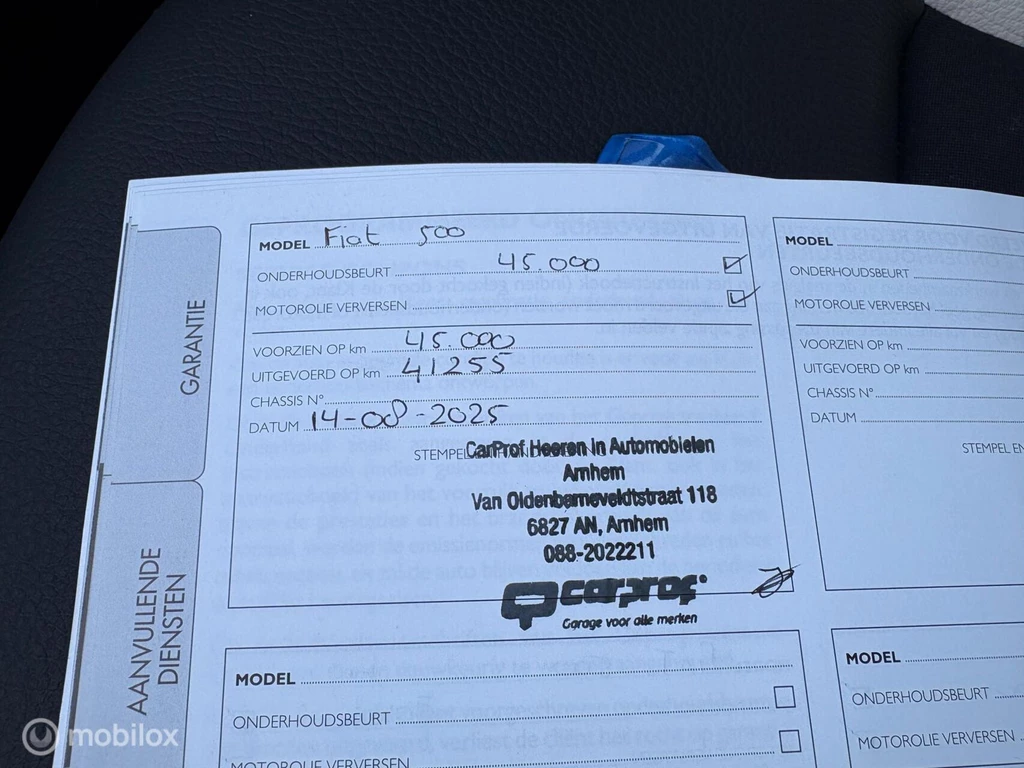 GARANTIE
AANVULLENDE
DIENSTEN
MODEL Fiat 500
ONDERHOUDSBEURT 45.000
MOTOROLIE VERVERSEN
VOORZIEN OP km 45.000
UITGEVOERD OP km 41255
CHASSIS N°
DATUM 14-08-2025
STEMPEL EN
CarProf Heeren in Automobielen
Arnhem
Van Oldenbarneveldtstraat 118
6827 AN, Arnhem
088-2022211
carprof
Garage voor alle merken
MODEL
ONDERHOUDSBEURT
MOTOROLIE VERVERSEN
VOORZIEN OP km
UITGEVOERD OP km
CHASSIS N°
DATUM
STEMPEL EN
MODEL
ONDERHOUDSBEURT
MOTOROLIE VERVERSEN
MODEL
ONDERHOUDSBEURT
MOTOROLIE VERVERSEN
mobilox